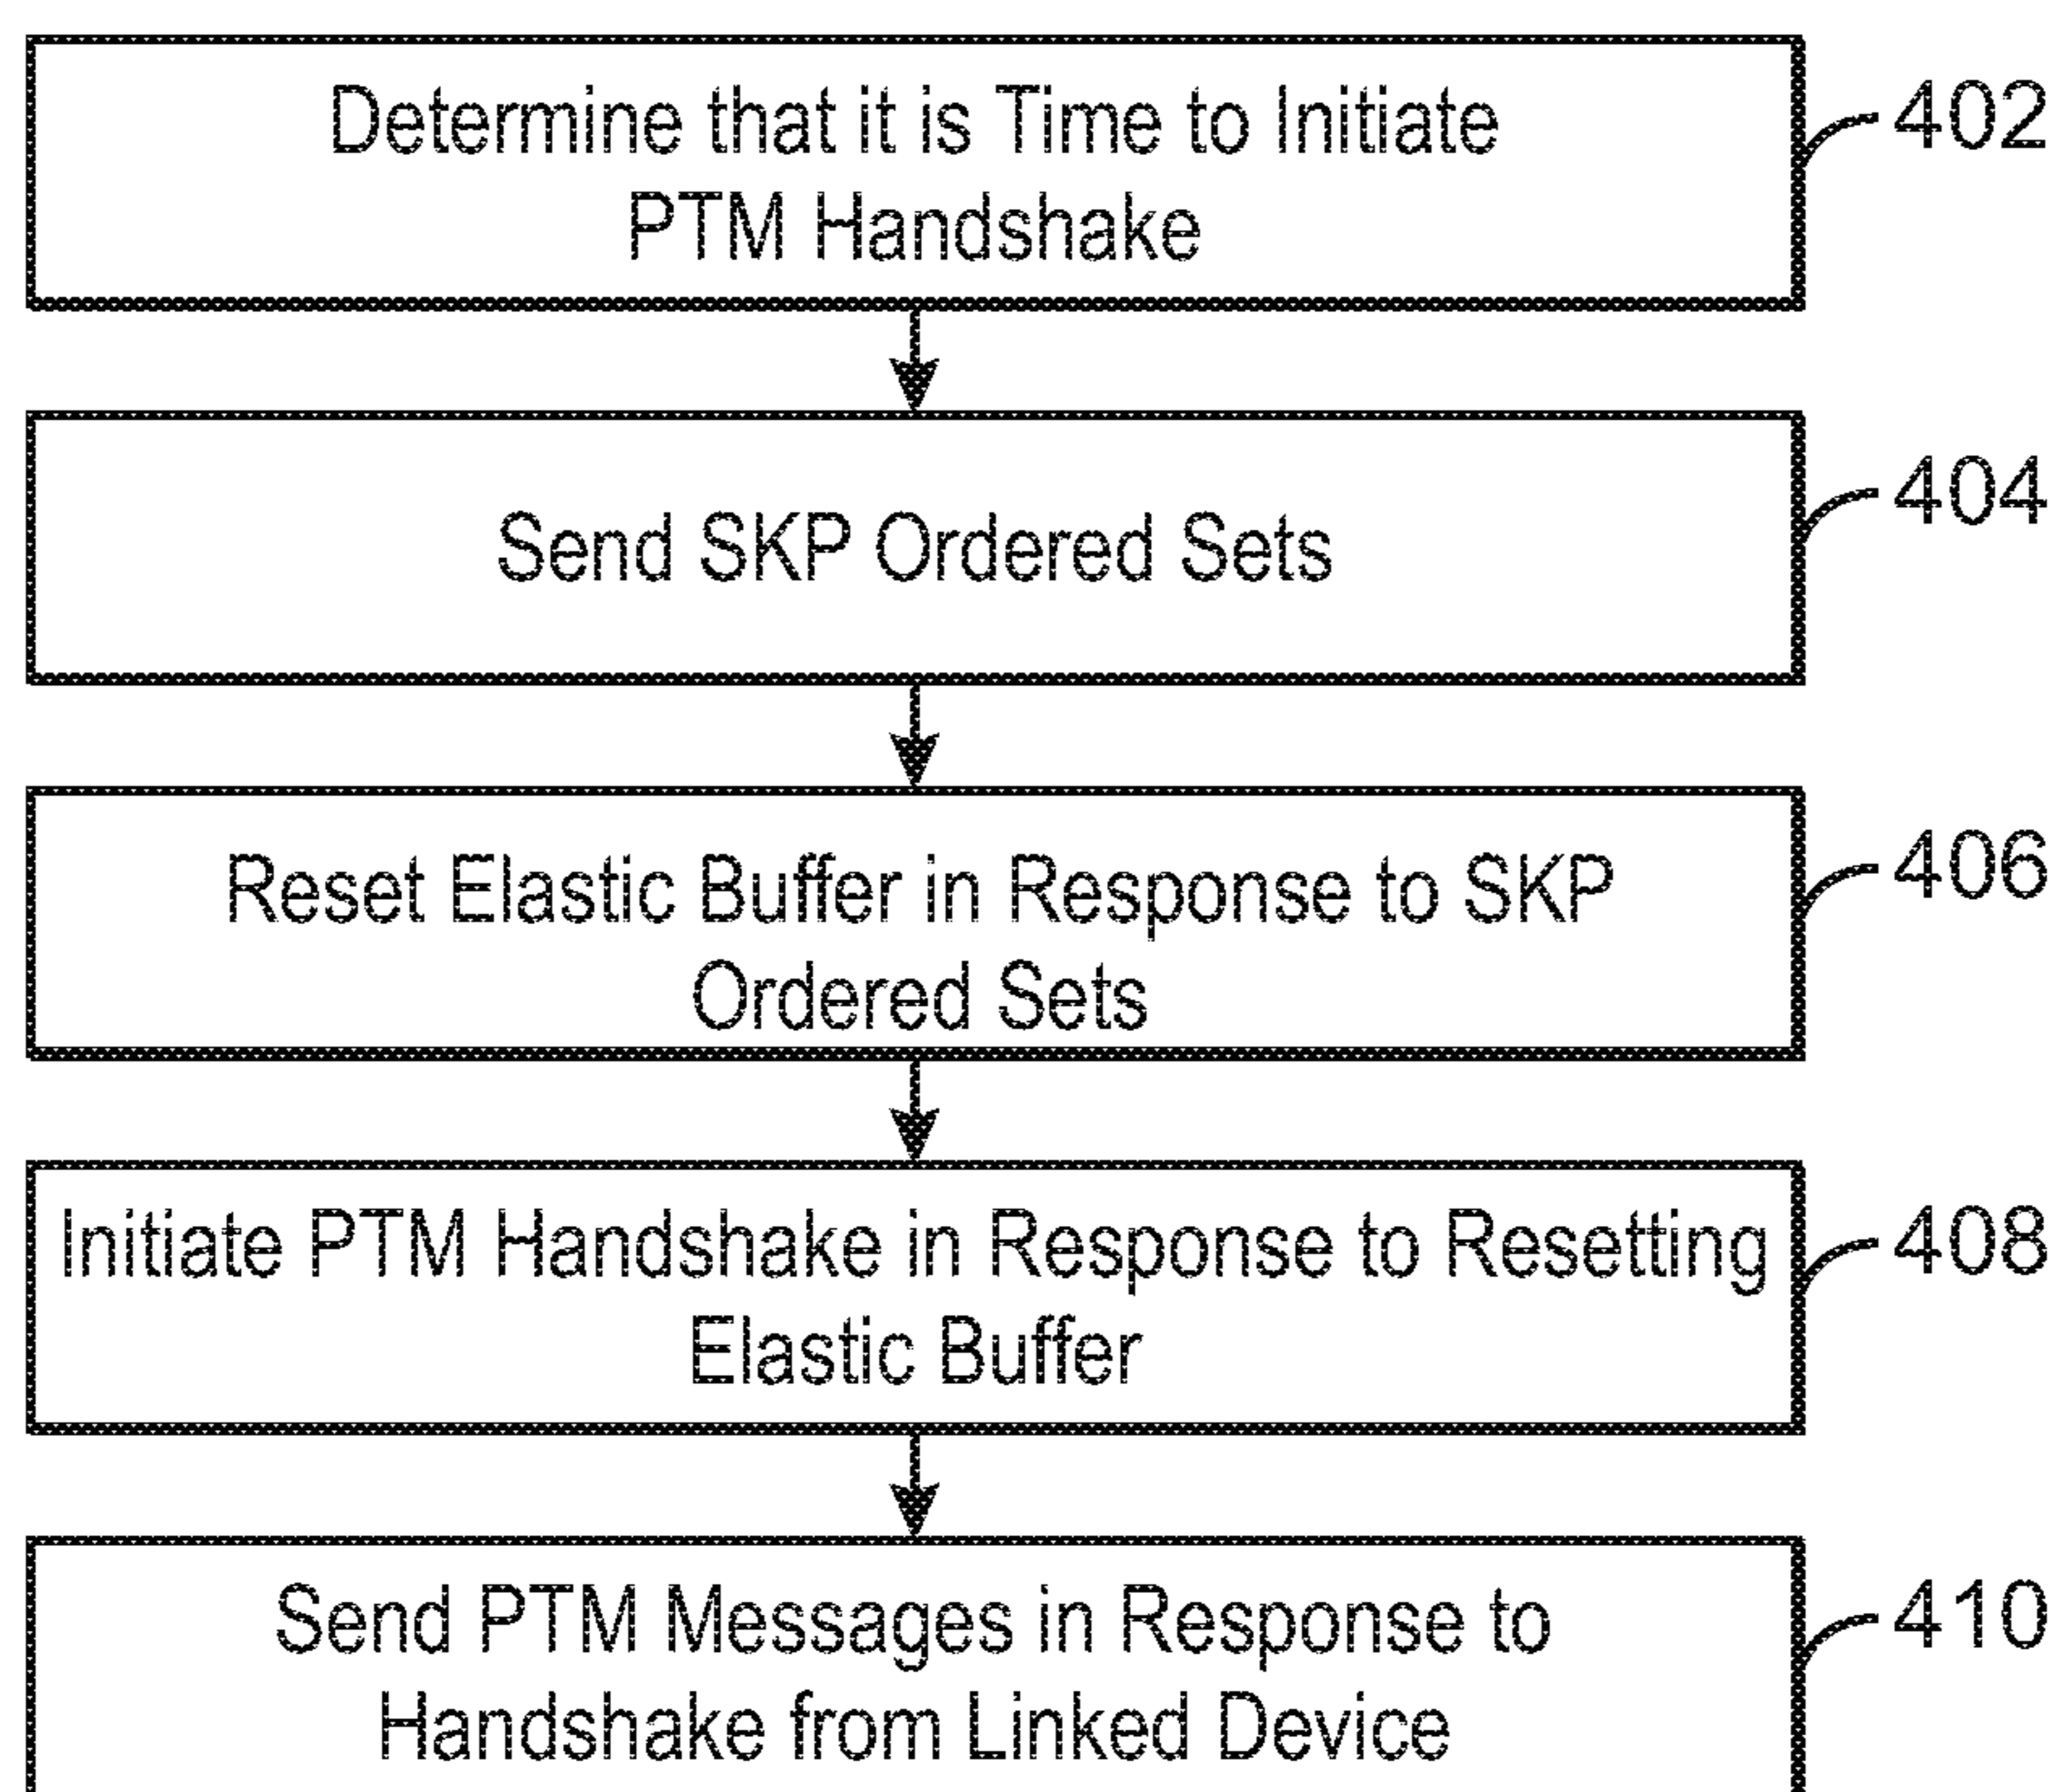 Determine that it is Time to Initiate
PTM Handshake
402
Send SKP Ordered Sets
404
Reset Elastic Buffer in Response to SKP
Ordered Sets
406
Initiate PTM Handshake in Response to Resetting
Elastic Buffer
408
Send PTM Messages in Response to
Handshake from Linked Device
410